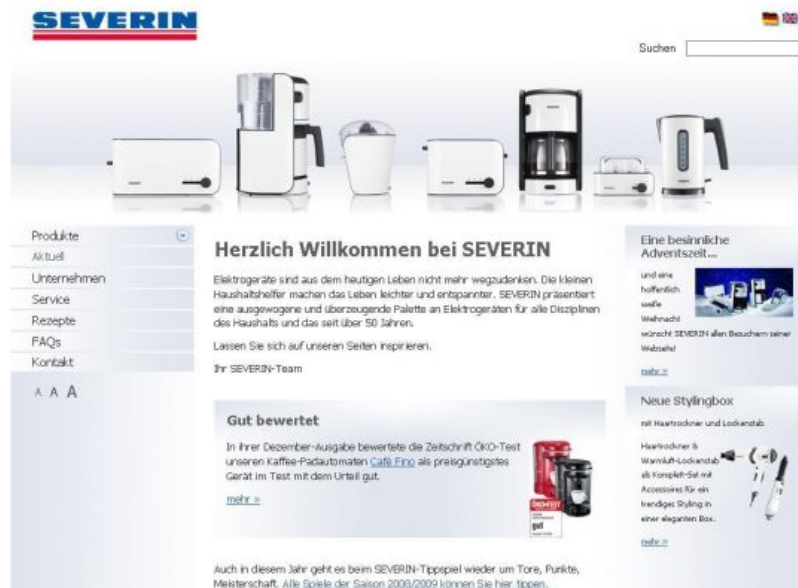 SEVERIN
Suchen
Produkte
Aktuell
Unternehmen
Service
Rezepte
FAQs
Kontakt
A A A
Herzlich Willkommen bei SEVERIN
Elektrogeräte sind aus dem heutigen Leben nicht mehr wegzudenken. Die kleinen
Haushaltshelfer machen das Leben leichter und entspannter. SEVERIN präsentiert
eine ausgewogene und überzeugende Palette an Elektrogeräten für alle Disziplinen
des Haushalts und das seit über 50 Jahren.
Lassen Sie sich auf unseren Seiten inspirieren.
Ihr SEVERIN-Team
Gut bewertet
In ihrer Dezember-Ausgabe bewertete die Zeitschrift ÖKO-Test
unseren Kaffee-Padautomaten Café Fino als preisgünstigstes
Gerät im Test mit dem Urteil gut.
mehr »
ÖKO-TEST
gut
Auch in diesem Jahr geht es beim SEVERIN-Tippspiel wieder um Tore, Punkte,
Meisterschaft. Alle Spiele der Saison 2008/2009 können Sie hier tippen.
Eine besinnliche
Adventszeit...
und eine
hoffentlich
weiße
Weihnacht
wünscht SEVERIN allen Besuchern seiner
Webseite!
mehr »
Neue Stylingbox
mit Haartrockner und Lockenstab
Haartrockner &
Warmluft-Lockenstab
als Komplett-Set mit
Accessoires für ein
trendiges Styling in
einer eleganten Box.
mehr »